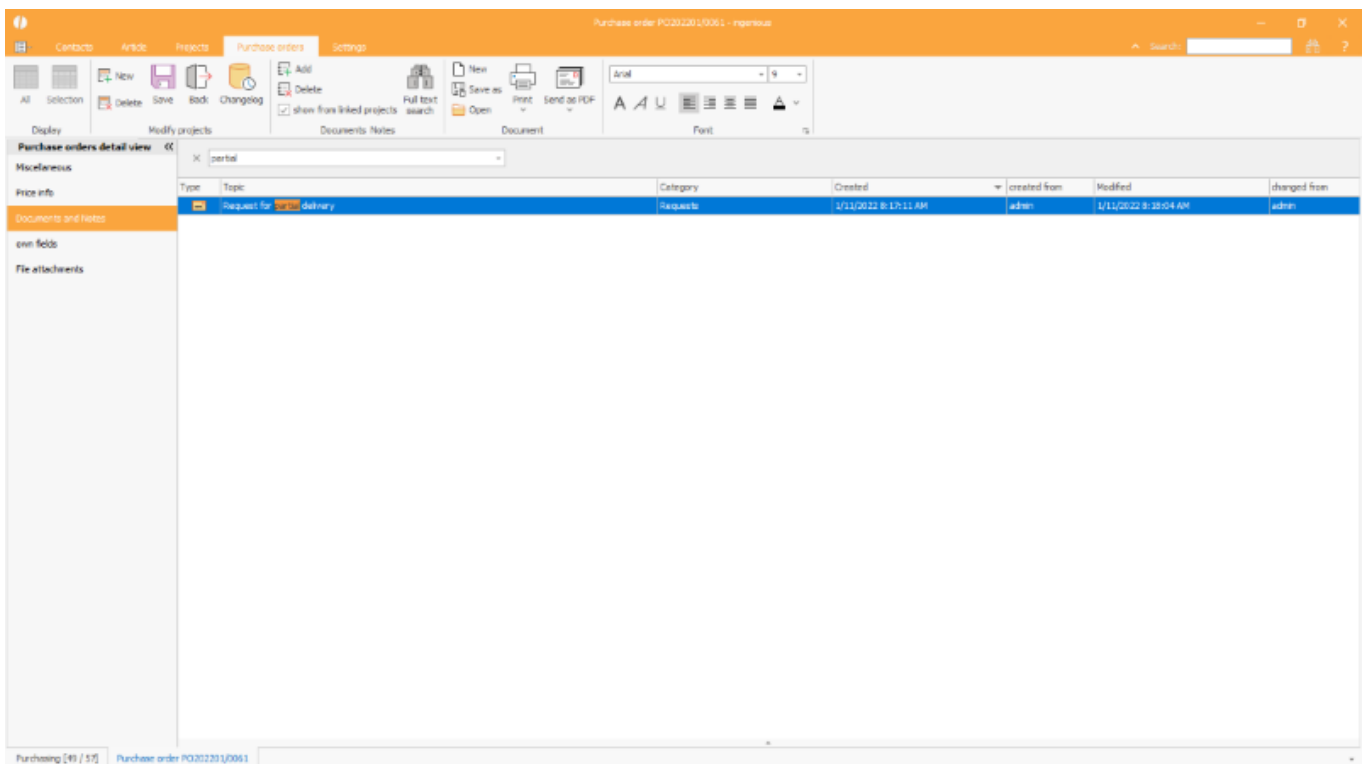 Purchase order PO202201/0061 - ingenious
Contacts Article Projects Purchase orders Settings Search: ?
All Selection New Delete Save Back Changelog Add Delete show from linked projects Full text search New Save as Open Print Send as PDF Arial 9 A A U A
Display Modify projects Documents Notes Document Font
Purchase orders detail view
partial
Miscellaneous
Type Topic Category Created created from Modified changed from
Price info
Request for partial delivery Requests 1/11/2022 8:17:11 AM admin 1/11/2022 8:18:04 AM admin
Documents and Notes
own fields
File attachments
Purchasing [49 / 57] Purchase order PO202201/0061